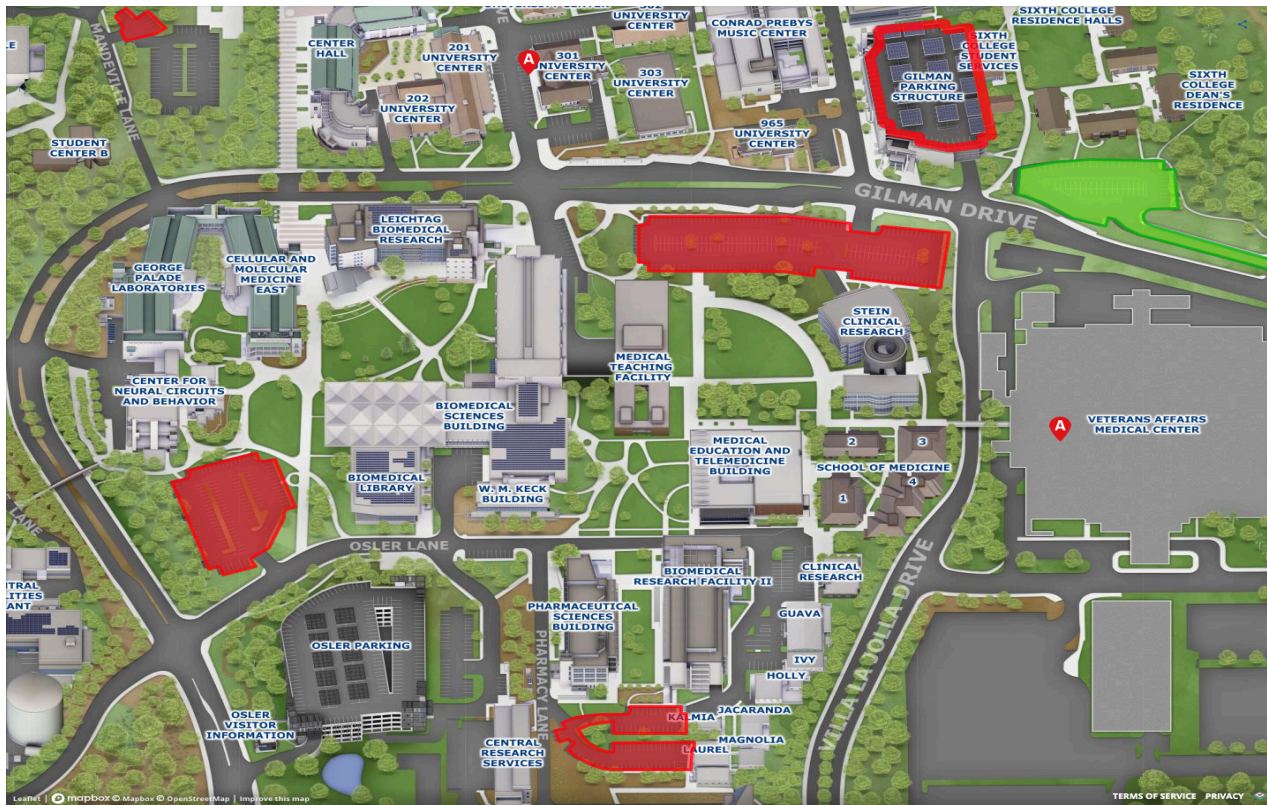 UNIVERSITY CENTER
UNIVERSITY
CENTER
SIXTH COLLEGE
RESIDENCE HALLS
CENTER
HALL
201
UNIVERSITY
CENTER
A
301
UNIVERSITY
CENTER
303
UNIVERSITY
CENTER
CONRAD PREBYS
MUSIC CENTER
SIXTH
COLLEGE
STUDENT
SERVICES
GILMAN
PARKING
STRUCTURE
SIXTH
COLLEGE
DEAN'S
RESIDENCE
MANDEVILLE LANE
202
UNIVERSITY
CENTER
965
UNIVERSITY
CENTER
STUDENT
CENTER B
GILMAN DRIVE
LEICHTAG
BIOMEDICAL
RESEARCH
GEORGE
PALADE
LABORATORIES
CELLULAR AND
MOLECULAR
MEDICINE
EAST
STEIN
CLINICAL
RESEARCH
MEDICAL
TEACHING
FACILITY
CENTER FOR
NEURAL CIRCUITS
AND BEHAVIOR
BIOMEDICAL
SCIENCES
BUILDING
A
VETERANS AFFAIRS
MEDICAL CENTER
MEDICAL
EDUCATION AND
TELEMEDICINE
BUILDING
2
3
SCHOOL OF MEDICINE
4
1
BIOMEDICAL
LIBRARY
W. M. KECK
BUILDING
LANE
OSLER LANE
BIOMEDICAL
RESEARCH FACILITY II
CLINICAL
RESEARCH
VILLA LA JOLLA DRIVE
PHARMACEUTICAL
SCIENCES
BUILDING
GUAVA
PHARMACY LANE
OSLER PARKING
IVY
HOLLY
OSLER
VISITOR
INFORMATION
KALMIA
JACARANDA
MAGNOLIA
LAUREL
CENTRAL
RESEARCH
SERVICES
Leaflet | mapbox © Mapbox © OpenStreetMap | Improve this map
TERMS OF SERVICE PRIVACY